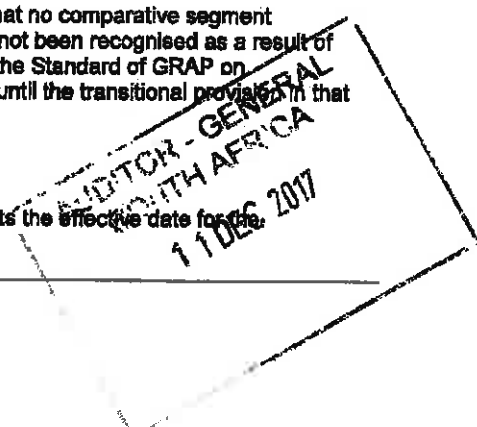 hat no comparative segment
not been recognised as a result of
the Standard of GRAP on
until the transitional provision in that
AUDITOR - GENERAL
SOUTH AFRICA
11 DEC 2017
ts the effective date for the